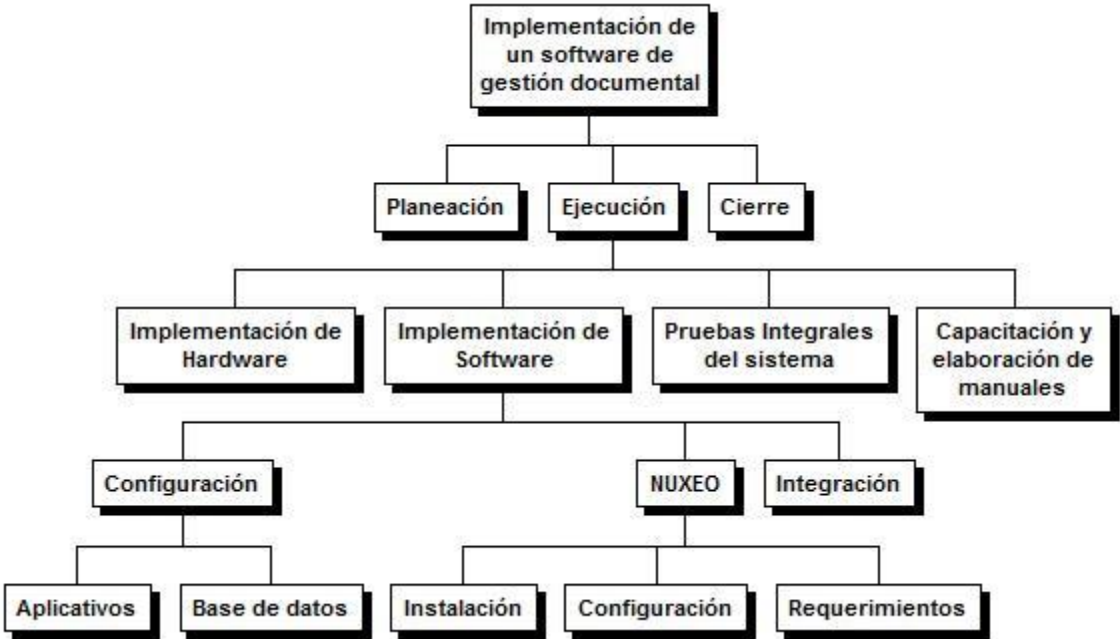 Implementación de
un software de
gestión documental
Planeación
Ejecución
Cierre
Implementación de
Hardware
Implementación de
Software
Pruebas Integrales
del sistema
Capacitación y
elaboración de
manuales
Configuración
NUXEO
Integración
Aplicativos
Base de datos
Instalación
Configuración
Requerimientos